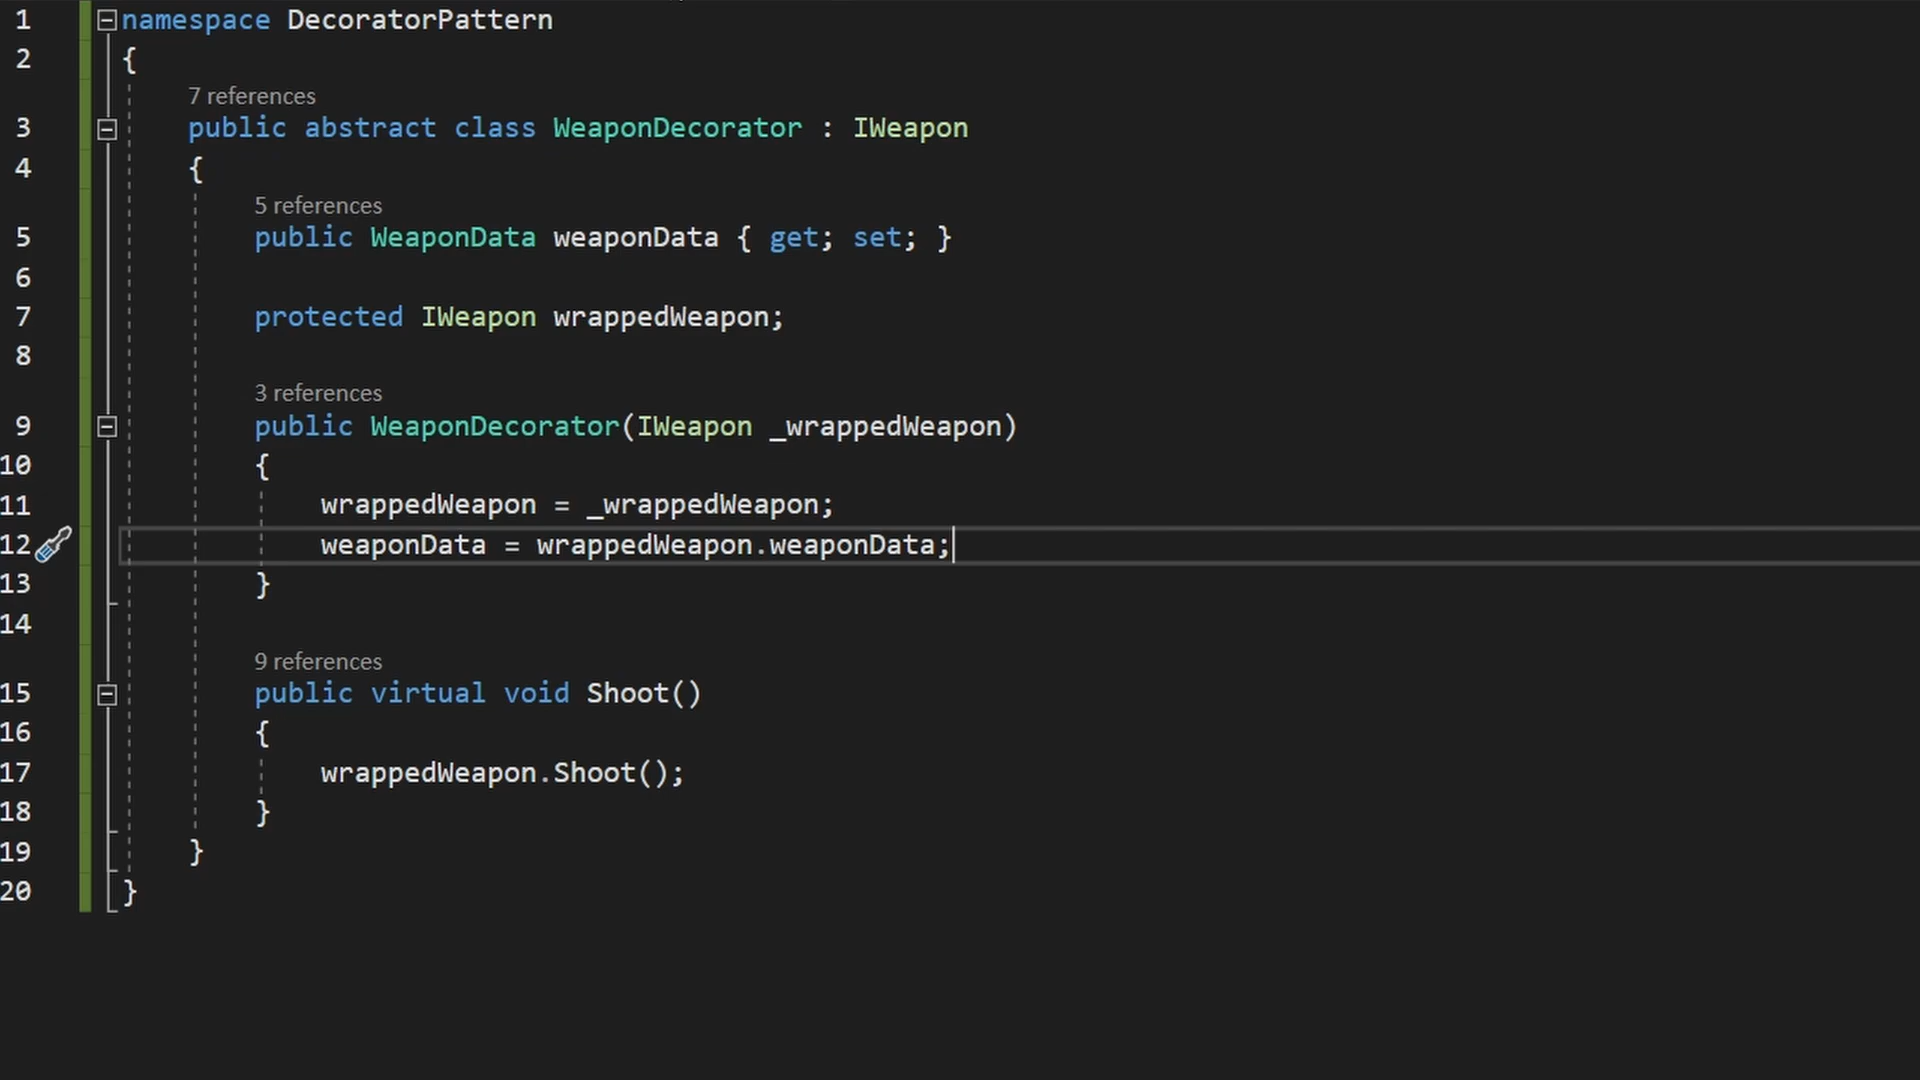 1 namespace DecoratorPattern
2 {
7 references
3 public abstract class WeaponDecorator : IWeapon
4 {
5 references
5 public WeaponData weaponData { get; set; }
6
7 protected IWeapon wrappedWeapon;
8
3 references
9 public WeaponDecorator(IWeapon _wrappedWeapon)
10 {
11 wrappedWeapon = _wrappedWeapon;
12 weaponData = wrappedWeapon.weaponData;
13 }
14
9 references
15 public virtual void Shoot()
16 {
17 wrappedWeapon.Shoot();
18 }
19 }
20 }